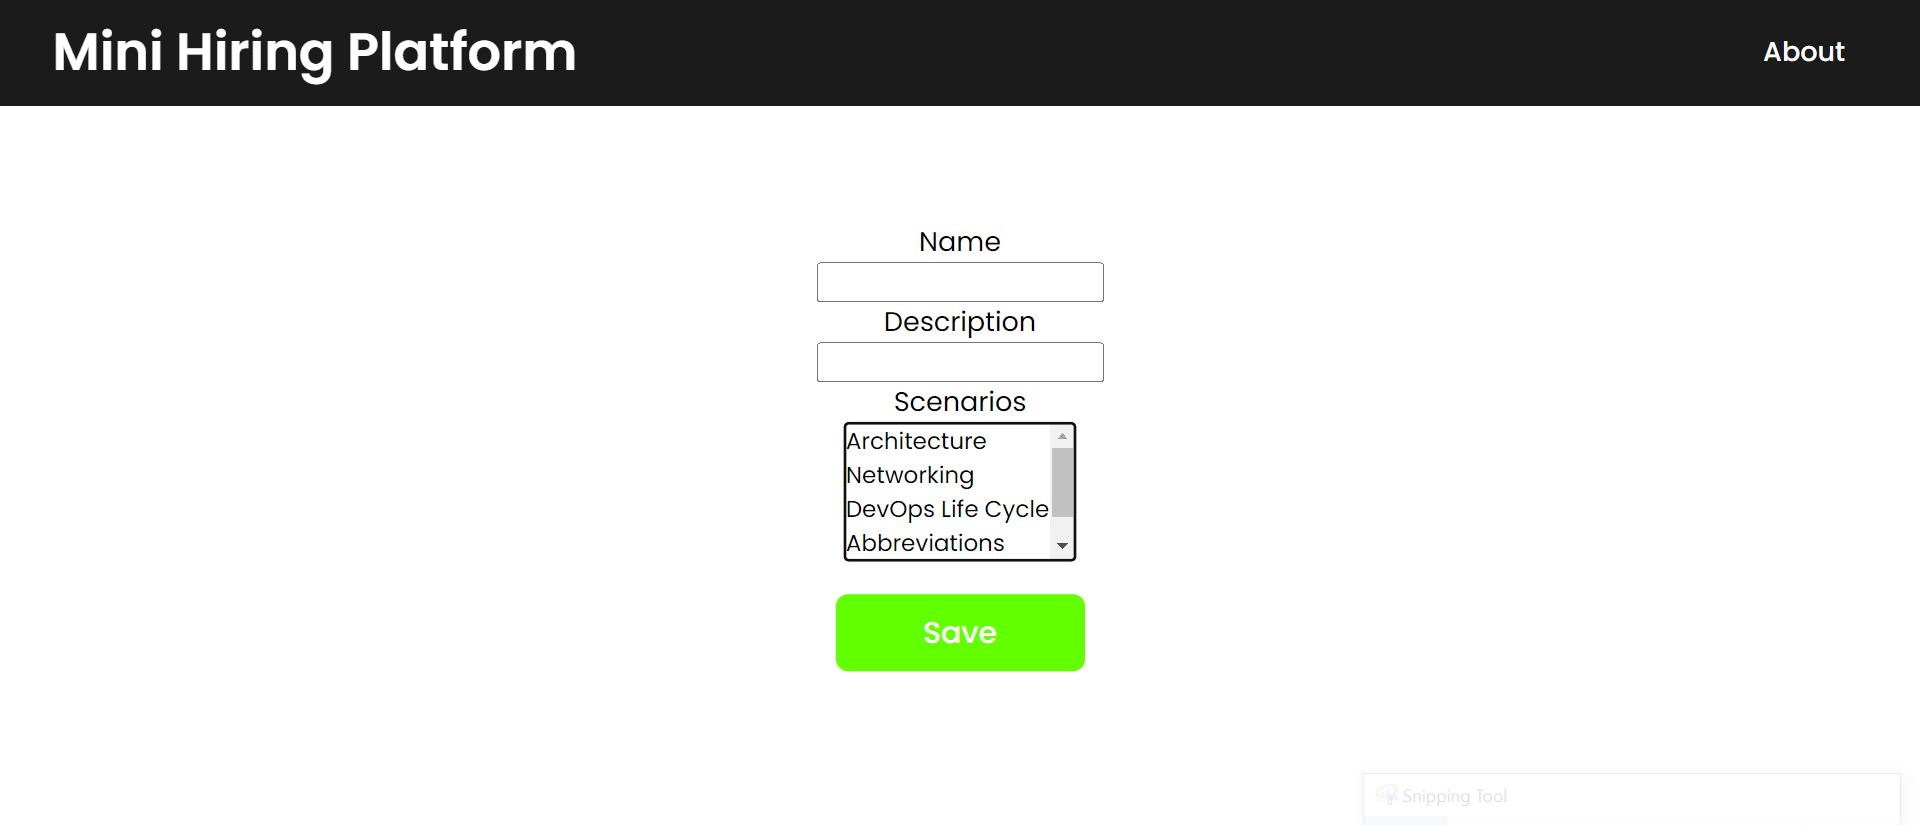 Mini Hiring Platform
About
Name
Description
Scenarios
Architecture
Networking
DevOps Life Cycle
Abbreviations
Save
Snipping Tool